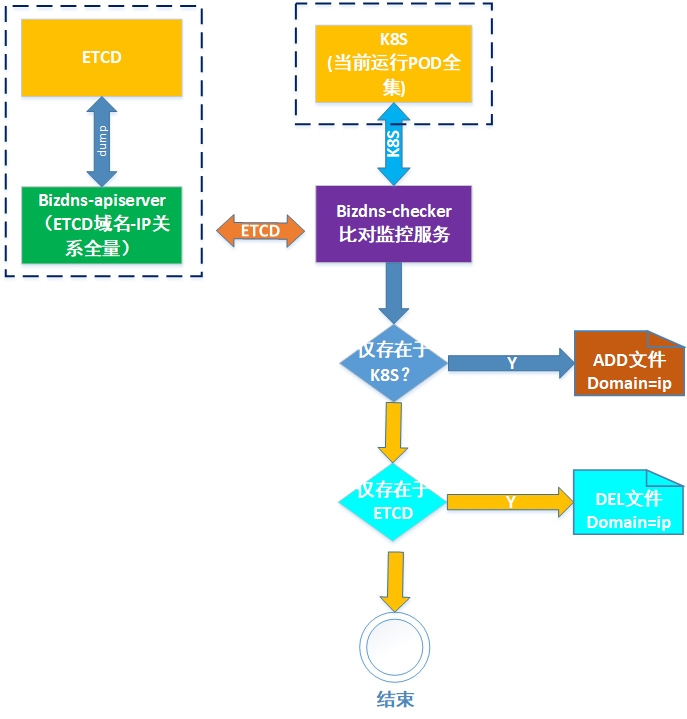 ETCD
K8S
(当前运行POD全
集)
dump
K8S
Bizdns-apiserver
（ETCD域名-IP关
系全量）
ETCD
Bizdns-checker
比对监控服务
仅存在于
K8S？
Y
ADD文件
Domain=ip
仅存在于
ETCD
Y
DEL文件
Domain=ip
结束